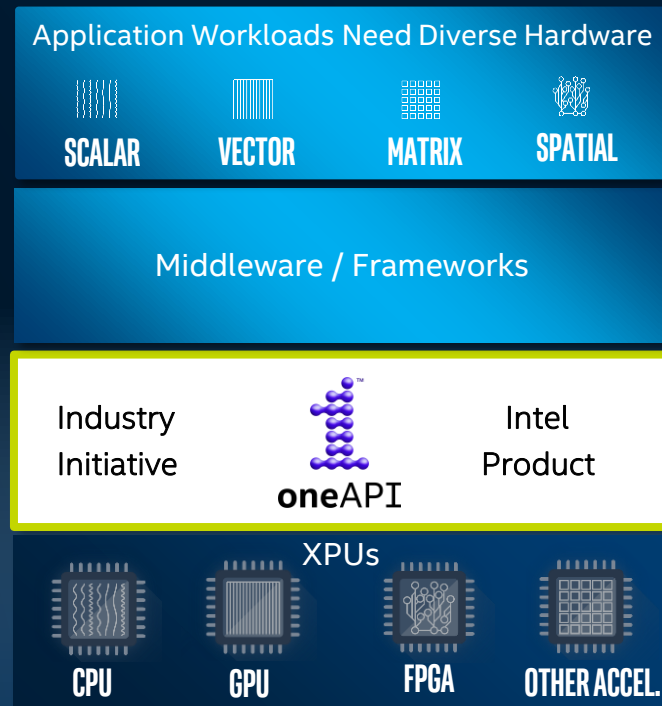 Application Workloads Need Diverse Hardware
SCALAR
VECTOR
MATRIX
SPATIAL
Middleware / Frameworks
Industry
Initiative
™
oneAPI
Intel
Product
XPUs
CPU
GPU
FPGA
OTHER ACCEL.